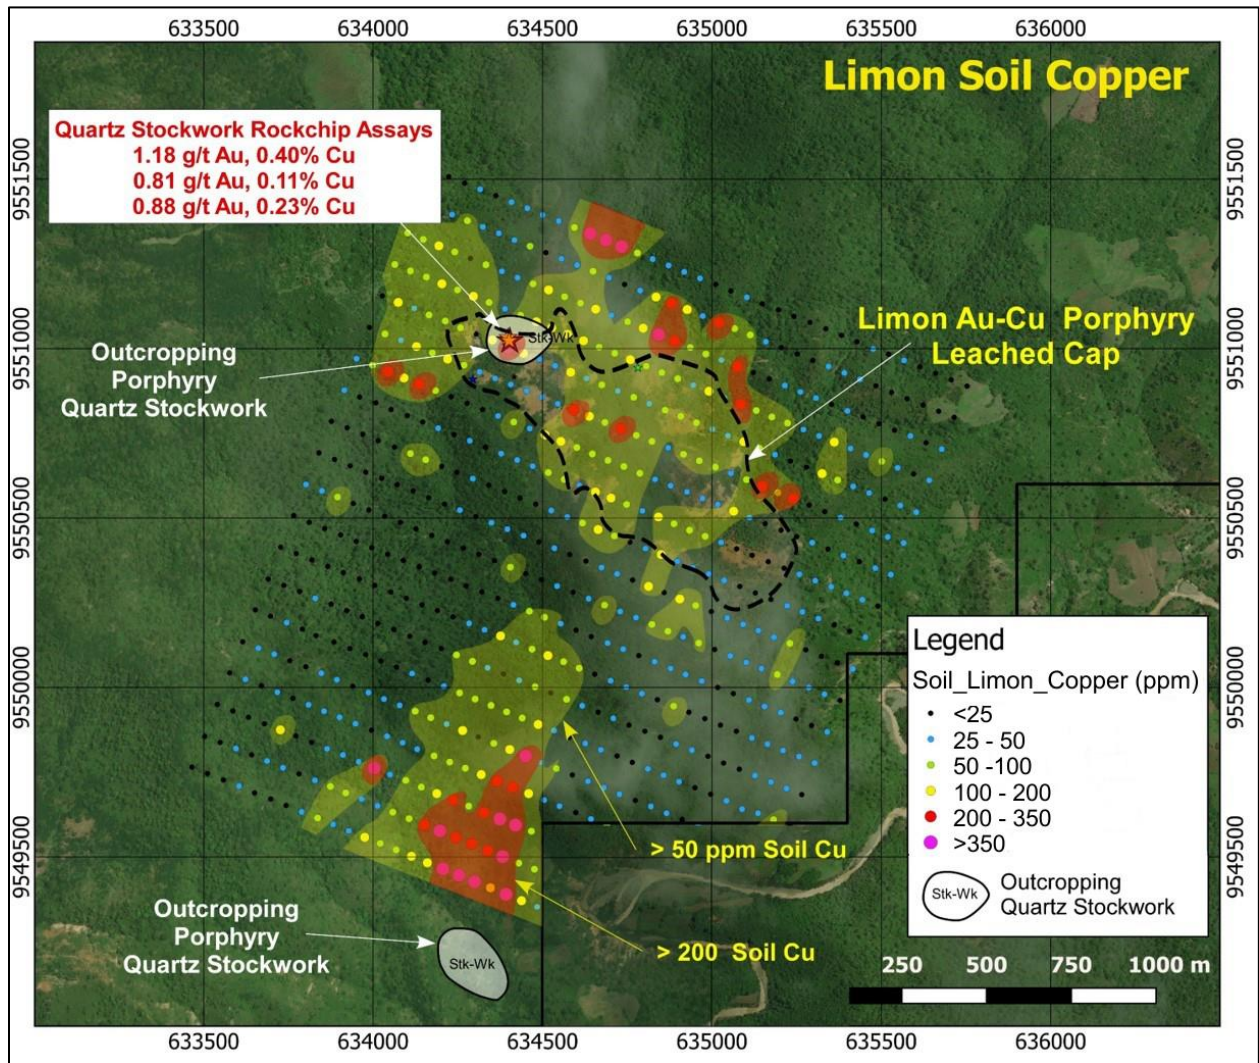 633500 634000 634500 635000 635500 636000
Limon Soil Copper
Quartz Stockwork Rockchip Assays
1.18 g/t Au, 0.40% Cu
0.81 g/t Au, 0.11% Cu
0.88 g/t Au, 0.23% Cu
9551500 9551500
Stk-Wk
Limon Au-Cu Porphyry
Leached Cap
Outcropping
Porphyry
Quartz Stockwork
9551000 9551000
9550500 9550500
9550000 9550000
Legend
Soil_Limon_Copper (ppm)
<25
25 - 50
50 -100
100 - 200
200 - 350
>350
Stk-Wk
Outcropping
Quartz Stockwork
> 50 ppm Soil Cu
9549500 9549500
Outcropping
Porphyry
Quartz Stockwork
Stk-Wk
> 200 Soil Cu
250 500 750 1000 m
633500 634000 634500 635000 635500 636000